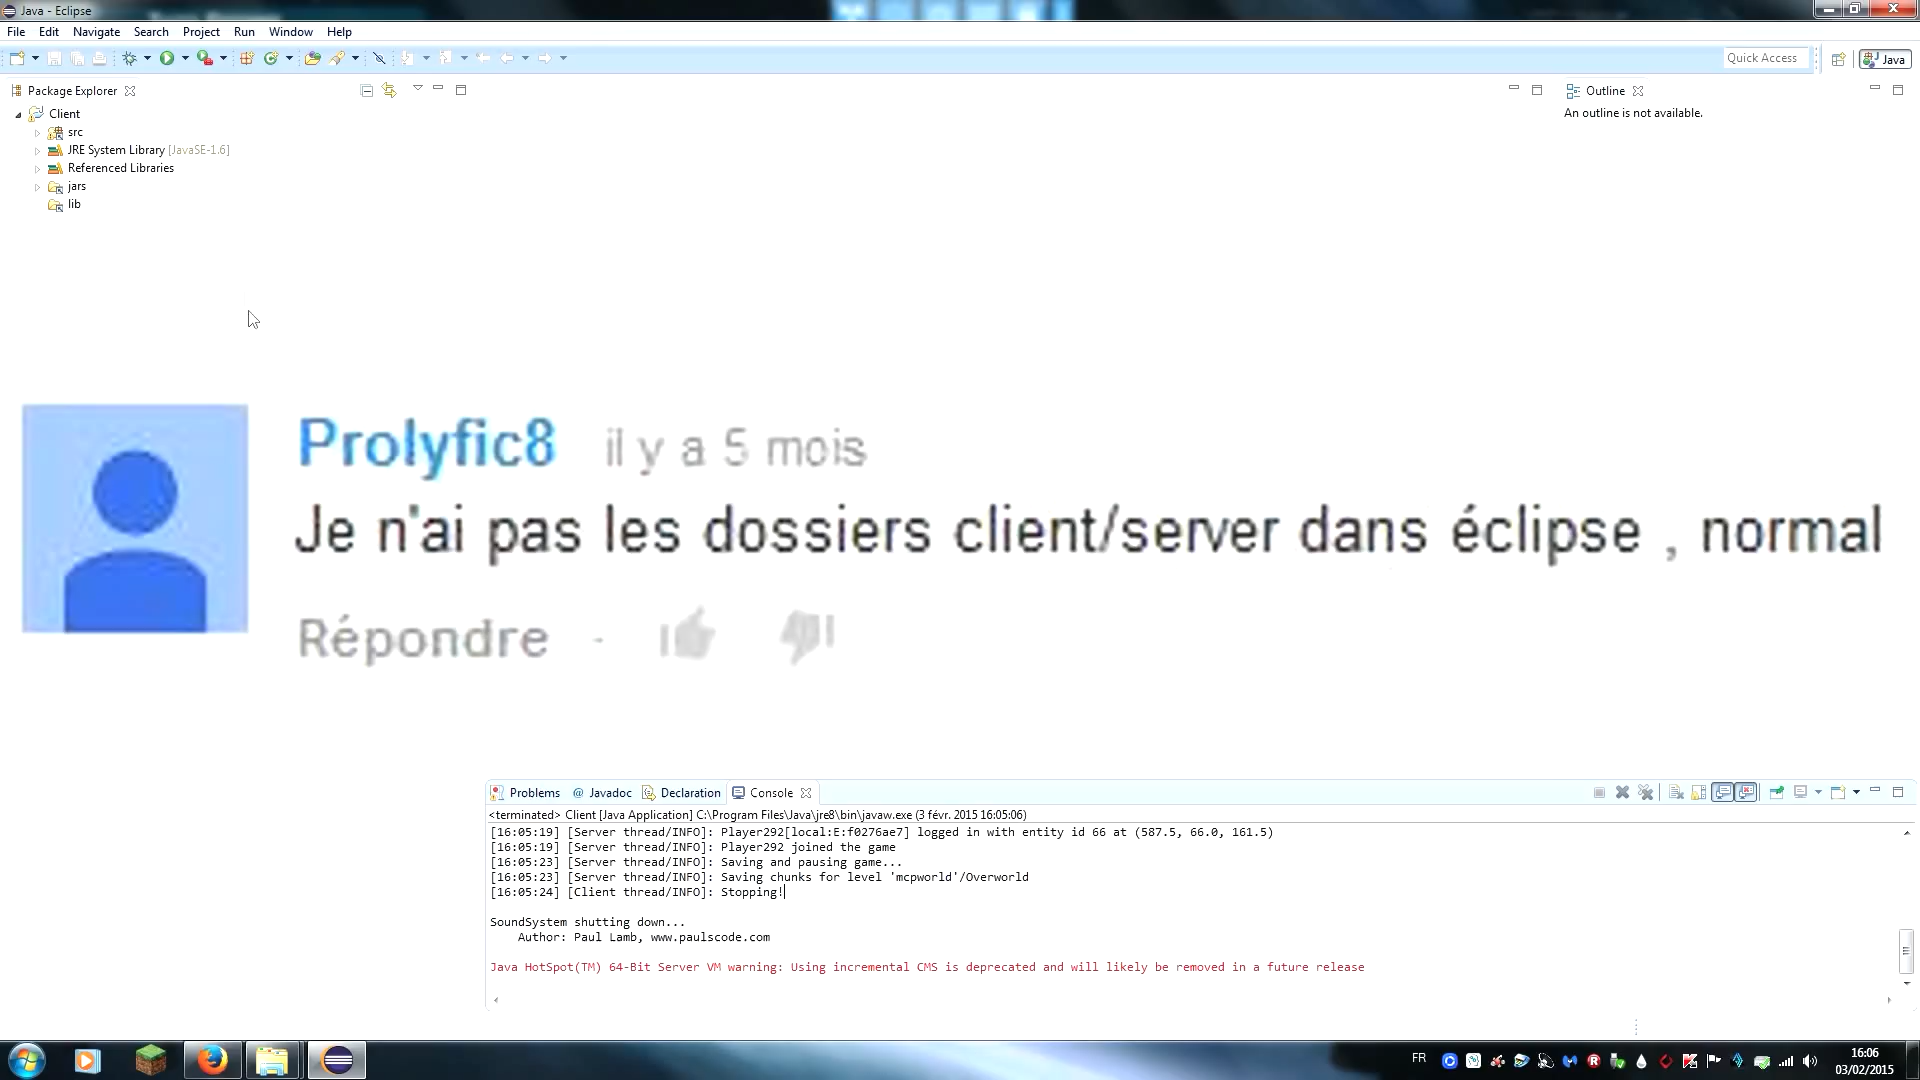 Java - Eclipse
File Edit Navigate Search Project Run Window Help
Quick Access
Java
Package Explorer
Outline
An outline is not available.
Client
src
JRE System Library [JavaSE-1.6]
Referenced Libraries
jars
lib
Prolyfic8 il y a 5 mois
Je n'ai pas les dossiers client/server dans éclipse , normal
Répondre
Problems @ Javadoc Declaration Console
<terminated> Client [Java Application] C:\Program Files\Java\jre8\bin\javaw.exe (3 févr. 2015 16:05:06)
[16:05:19] [Server thread/INFO]: Player292[local:E:f0276ae7] logged in with entity id 66 at (587.5, 66.0, 161.5)
[16:05:19] [Server thread/INFO]: Player292 joined the game
[16:05:23] [Server thread/INFO]: Saving and pausing game...
[16:05:23] [Server thread/INFO]: Saving chunks for level 'mcpworld'/Overworld
[16:05:24] [Client thread/INFO]: Stopping!
SoundSystem shutting down...
Author: Paul Lamb, www.paulscode.com
Java HotSpot(TM) 64-Bit Server VM warning: Using incremental CMS is deprecated and will likely be removed in a future release
FR
16:06
03/02/2015